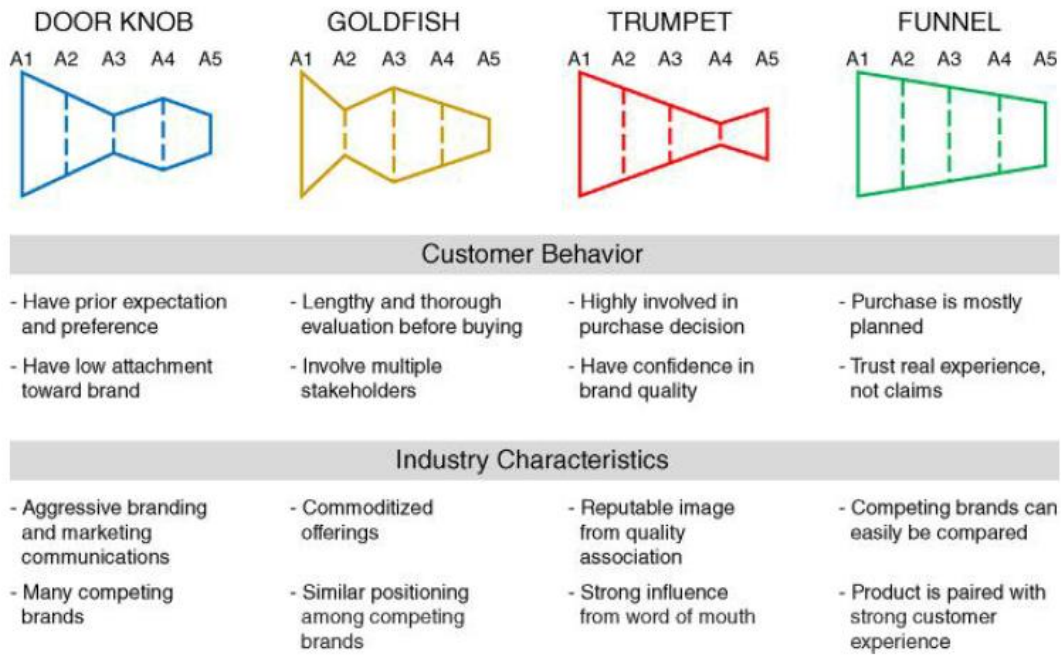 DOOR KNOB GOLDFISH TRUMPET FUNNEL
A1 A2 A3 A4 A5 A1 A2 A3 A4 A5 A1 A2 A3 A4 A5 A1 A2 A3 A4 A5
Customer Behavior
- Have prior expectation
and preference
- Have low attachment
toward brand
- Lengthy and thorough
evaluation before buying
- Involve multiple
stakeholders
- Highly involved in
purchase decision
- Have confidence in
brand quality
- Purchase is mostly
planned
- Trust real experience,
not claims
Industry Characteristics
- Aggressive branding
and marketing
communications
- Many competing
brands
- Commoditized
offerings
- Similar positioning
among competing
brands
- Reputable image
from quality
association
- Strong influence
from word of mouth
- Competing brands can
easily be compared
- Product is paired with
strong customer
experience